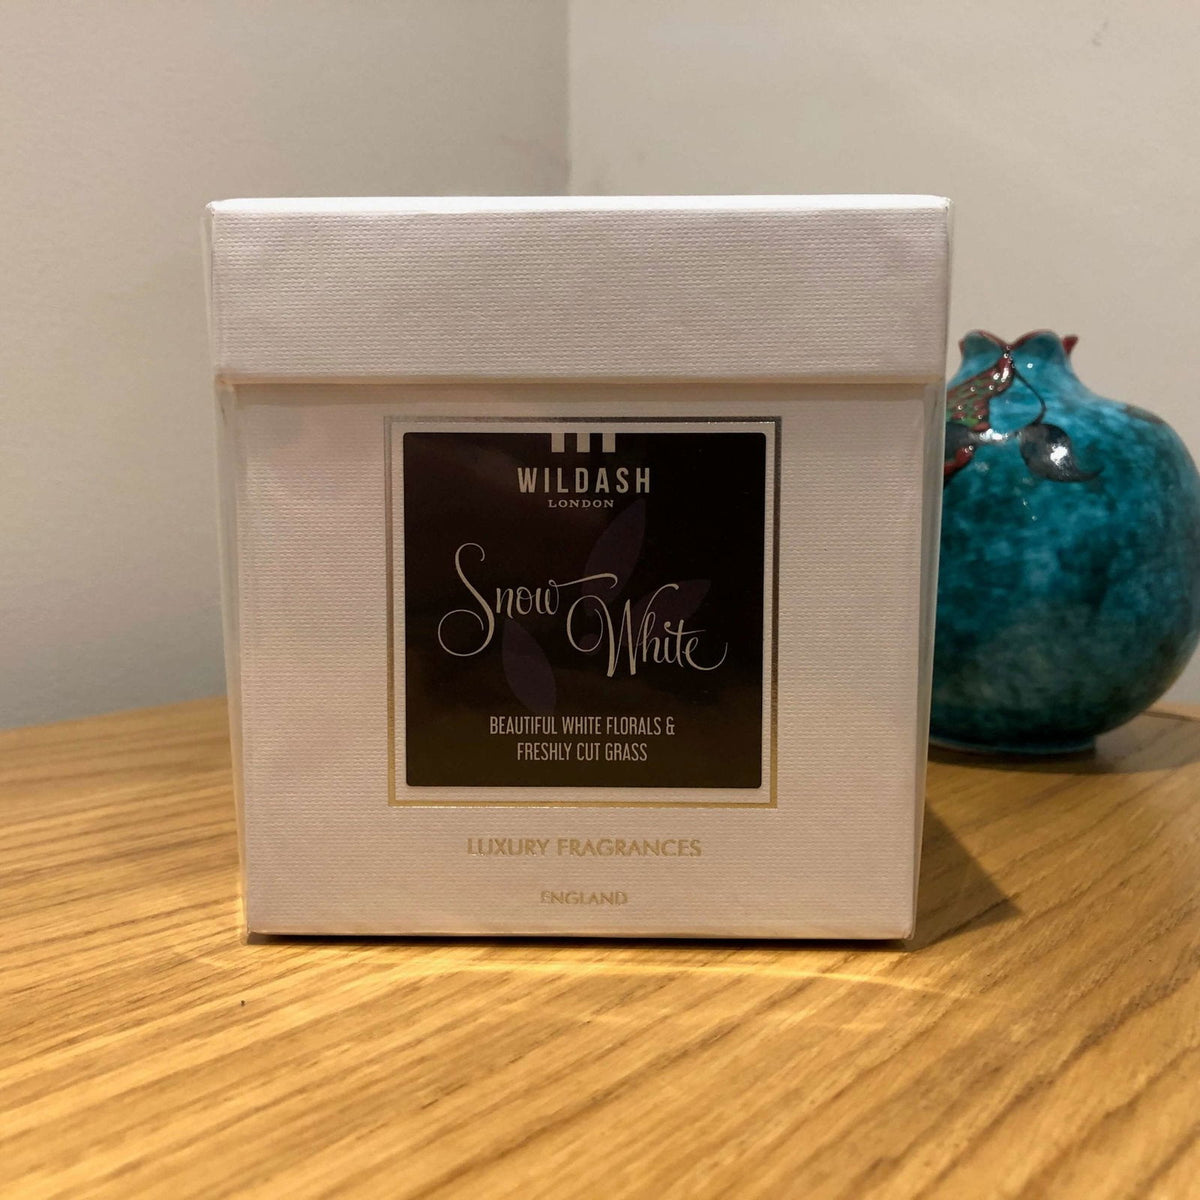 WILDASH
LONDON
Snow White
BEAUTIFUL WHITE FLORALS &
FRESHLY CUT GRASS
LUXURY FRAGRANCES
ENGLAND